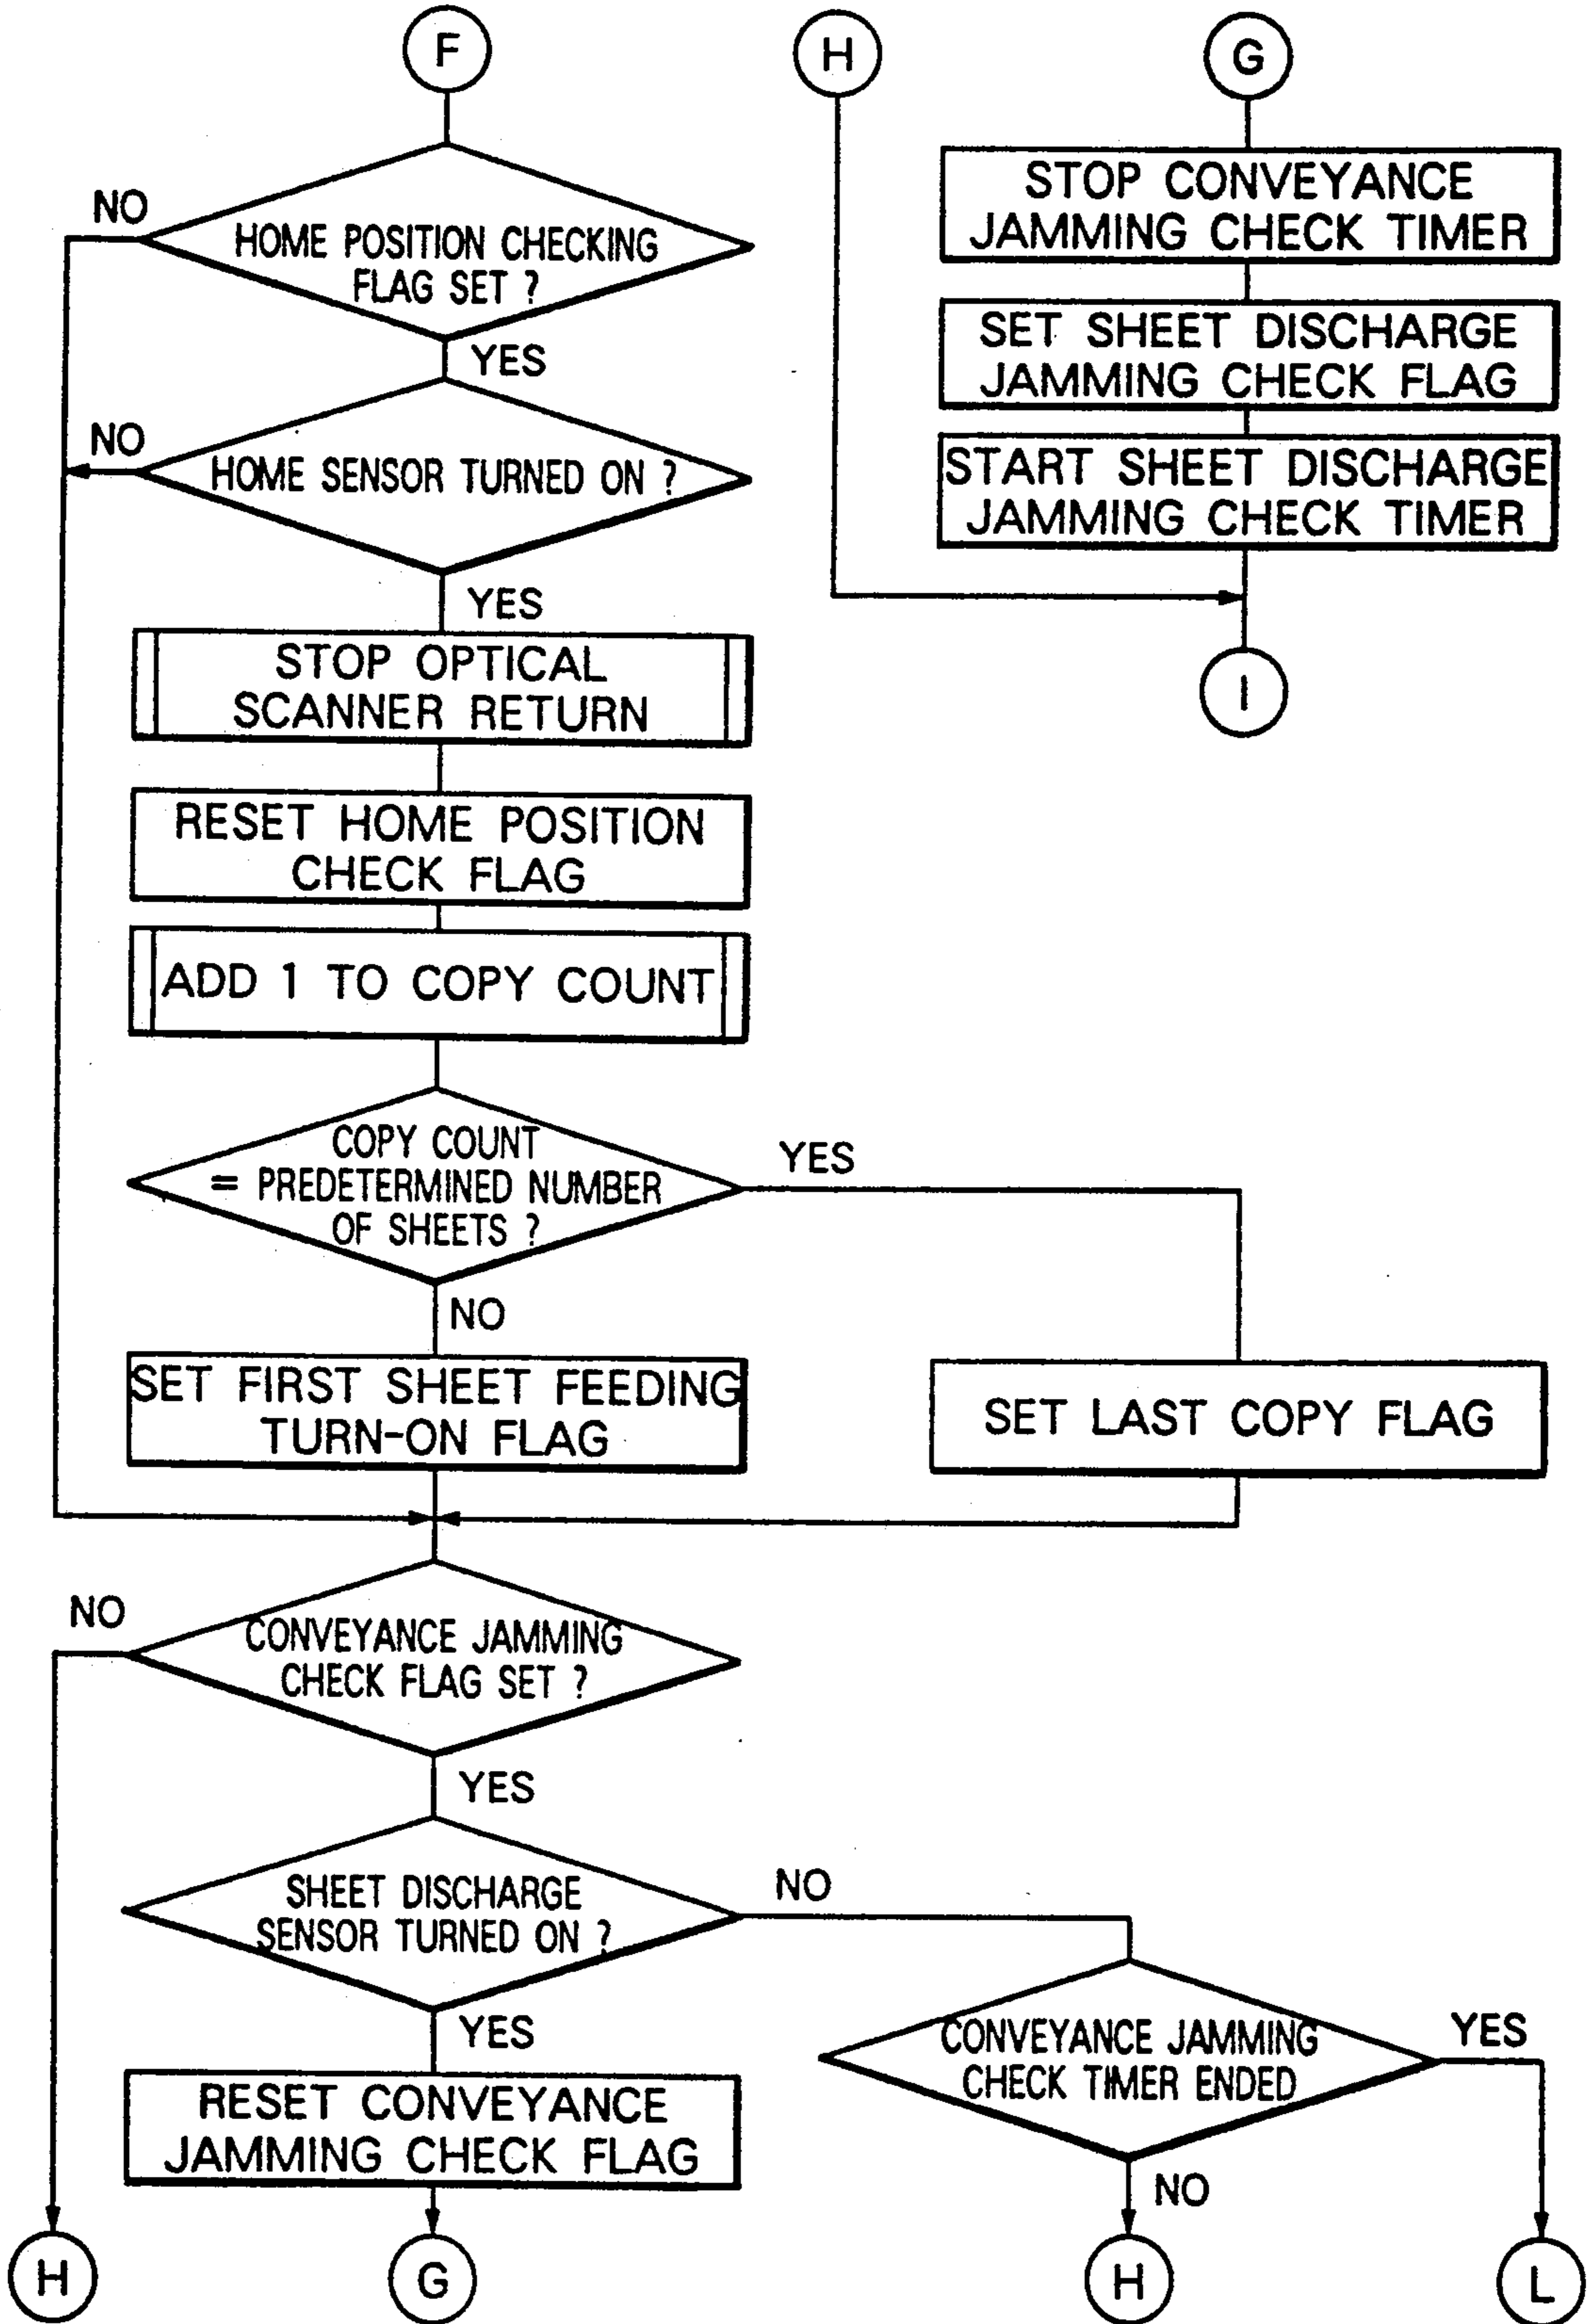 F
H
G
NO
HOME POSITION CHECKING
FLAG SET ?
YES
NO
HOME SENSOR TURNED ON ?
YES
STOP OPTICAL
SCANNER RETURN
RESET HOME POSITION
CHECK FLAG
ADD 1 TO COPY COUNT
COPY COUNT
= PREDETERMINED NUMBER
OF SHEETS ?
YES
NO
SET FIRST SHEET FEEDING
TURN-ON FLAG
SET LAST COPY FLAG
NO
CONVEYANCE JAMMING
CHECK FLAG SET ?
YES
SHEET DISCHARGE
SENSOR TURNED ON ?
NO
YES
RESET CONVEYANCE
JAMMING CHECK FLAG
CONVEYANCE JAMMING
CHECK TIMER ENDED
YES
NO
H
G
H
L
STOP CONVEYANCE
JAMMING CHECK TIMER
SET SHEET DISCHARGE
JAMMING CHECK FLAG
START SHEET DISCHARGE
JAMMING CHECK TIMER
I